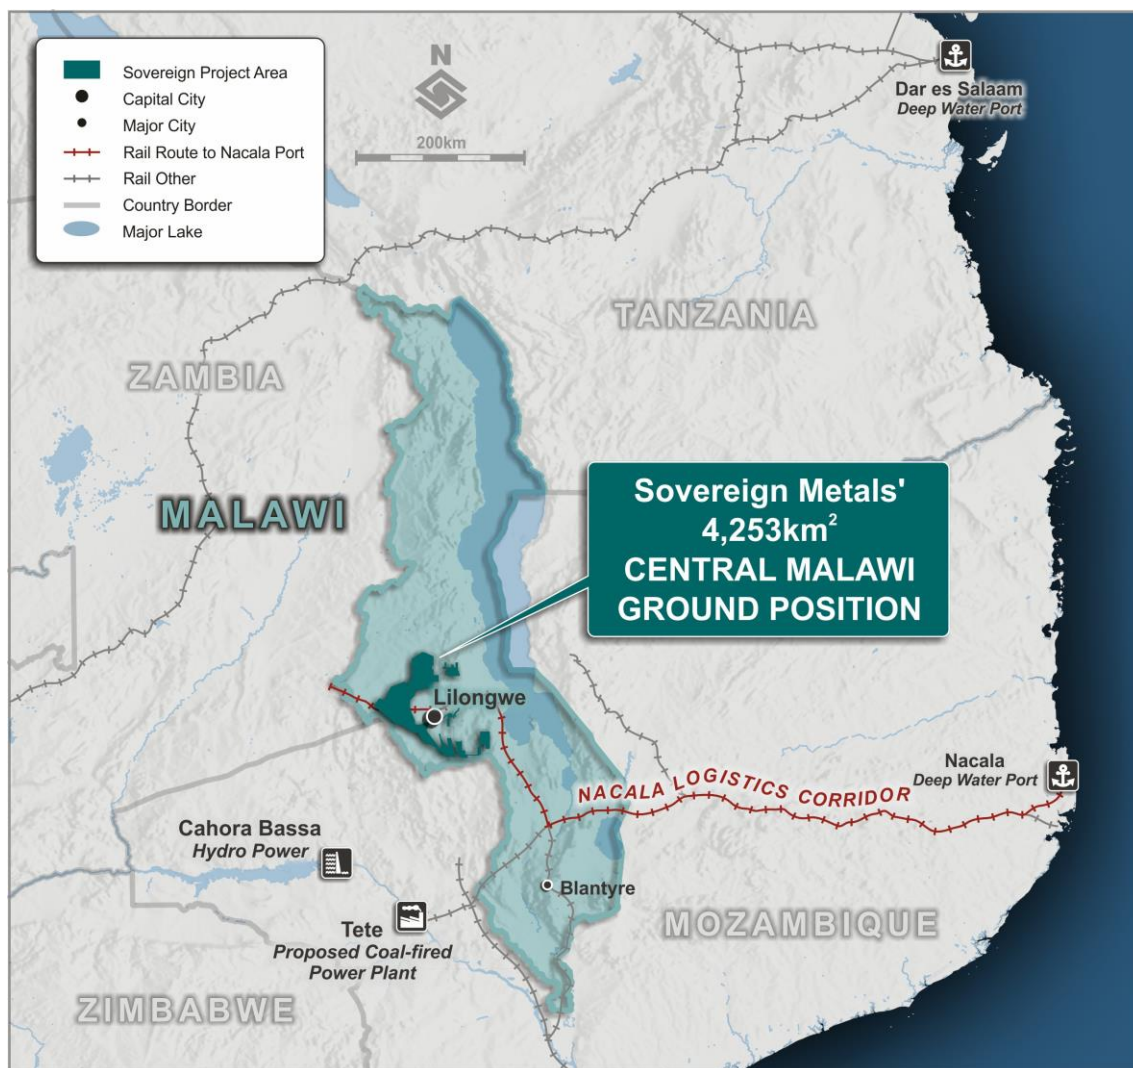 Sovereign Project Area
Capital City
Major City
Rail Route to Nacala Port
Rail Other
Country Border
Major Lake
N
200km
Dar es Salaam
Deep Water Port
TANZANIA
ZAMBIA
MALAWI
Sovereign Metals'
4,253km²
CENTRAL MALAWI
GROUND POSITION
Lilongwe
Nacala
Deep Water Port
NACALA LOGISTICS CORRIDOR
Cahora Bassa
Hydro Power
Blantyre
Tete
Proposed Coal-fired
Power Plant
MOZAMBIQUE
ZIMBABWE